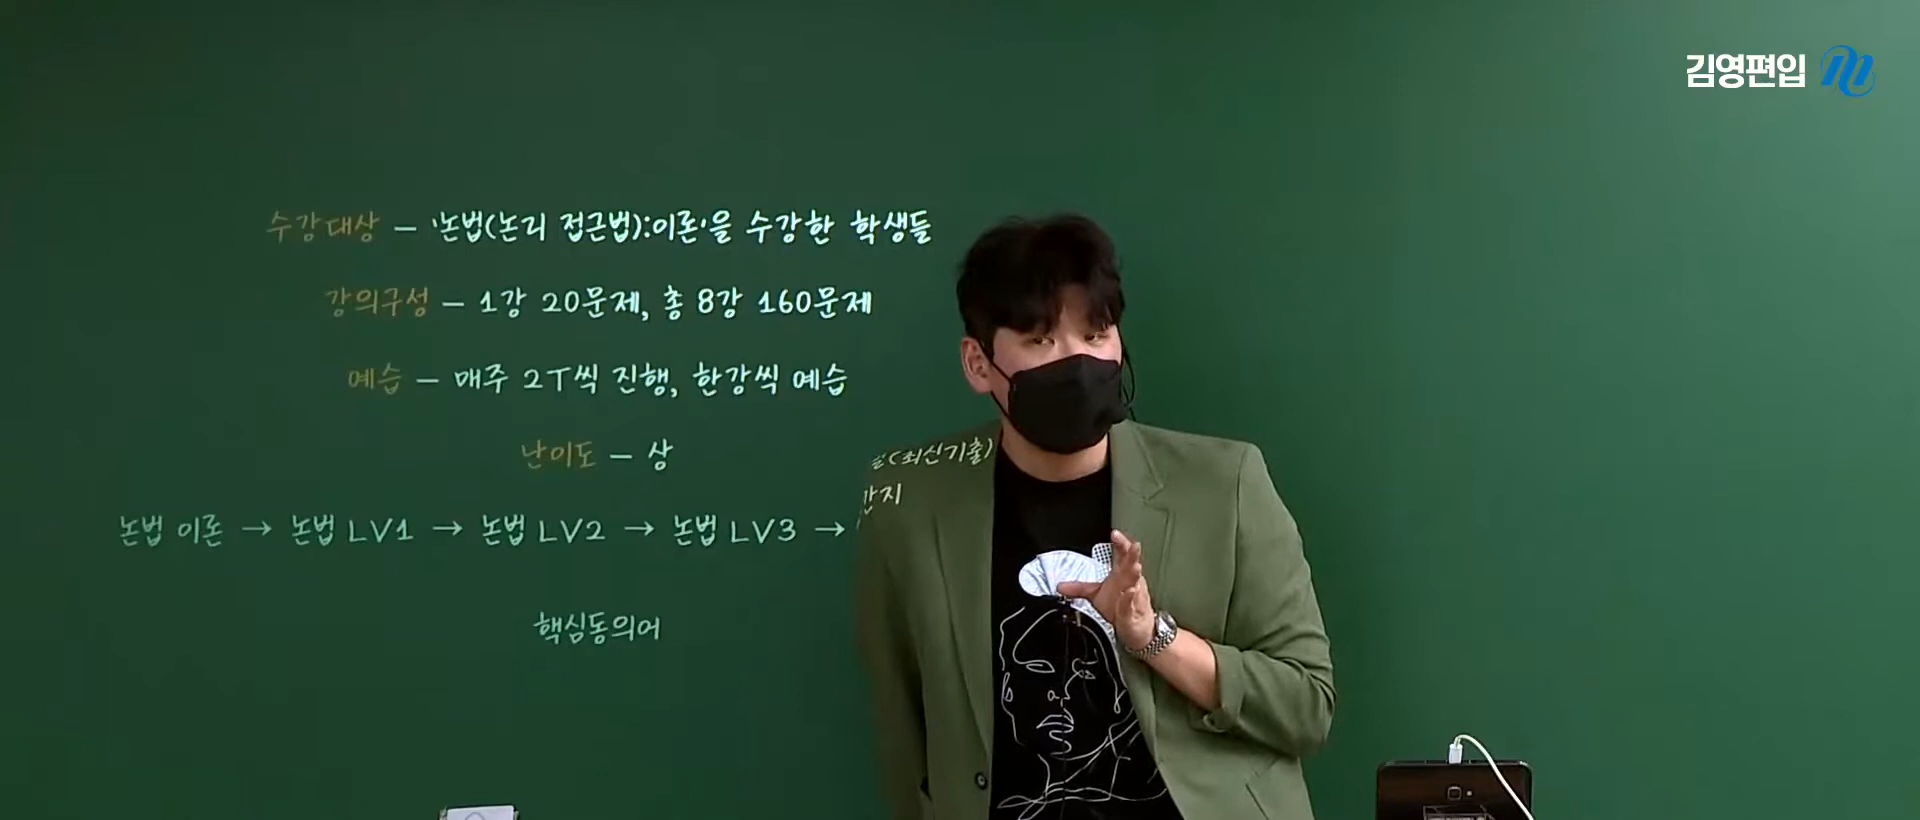 김영편입
수강대상 – '논법(논리 접근법):이론'을 수강한 학생들
강의구성 – 1강 20문제, 총 8강 160문제
예습 – 매주 2T씩 진행, 한강씩 예습
난이도 – 상
(최신기출)
간지
논법 이론 → 논법 LV1 → 논법 LV2 → 논법 LV3 →
핵심동의어